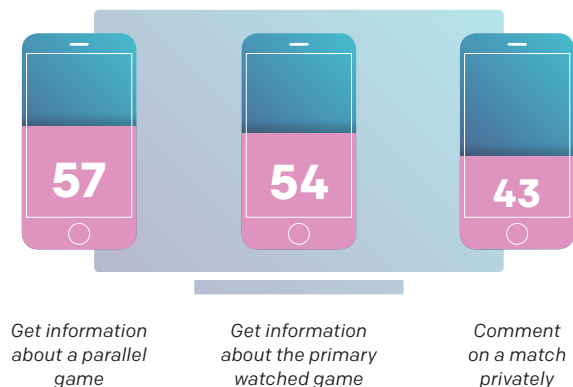 57
54
43
Get information
about a parallel
game
Get information
about the primary
watched game
Comment
on a match
privately